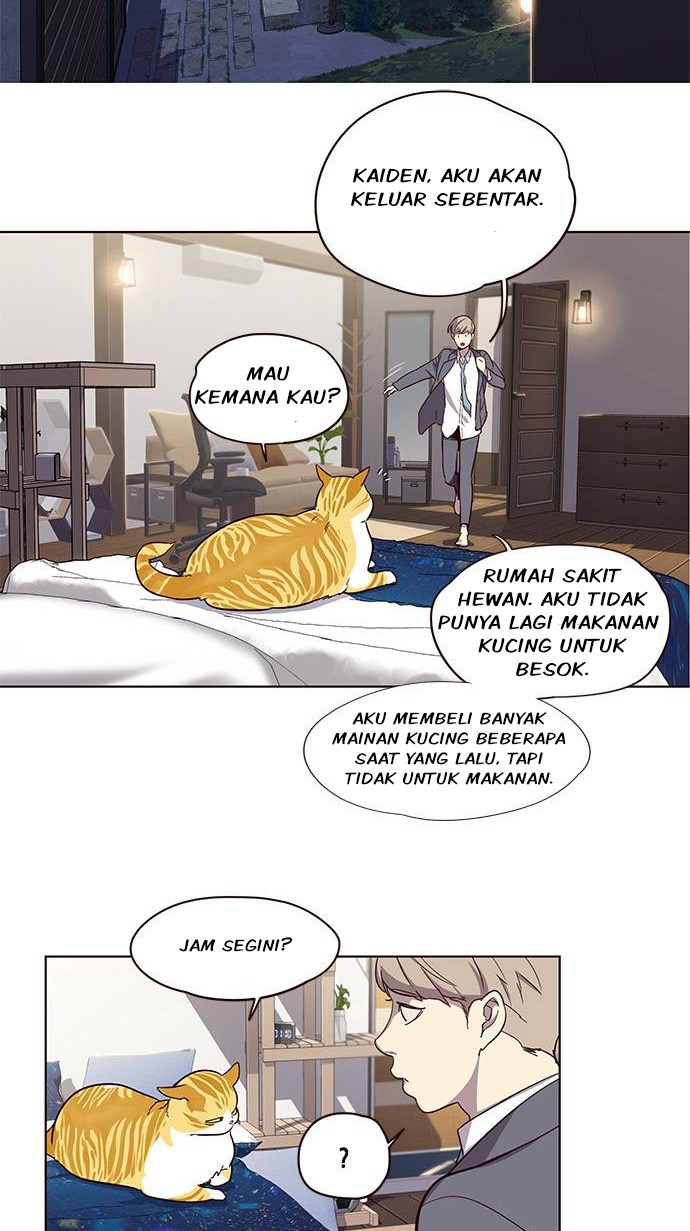 KAIDEN, AKU AKAN
KELUAR SEBENTAR.
MAU
KEMANA KAU?
RUMAH SAKIT
HEWAN. AKU TIDAK
PUNYA LAGI MAKANAN
KUCING UNTUK
BESOK.
AKU MEMBELI BANYAK
MAINAN KUCING BEBERAPA
SAAT YANG LALU, TAPI
TIDAK UNTUK MAKANAN.
JAM SEGINI?
?